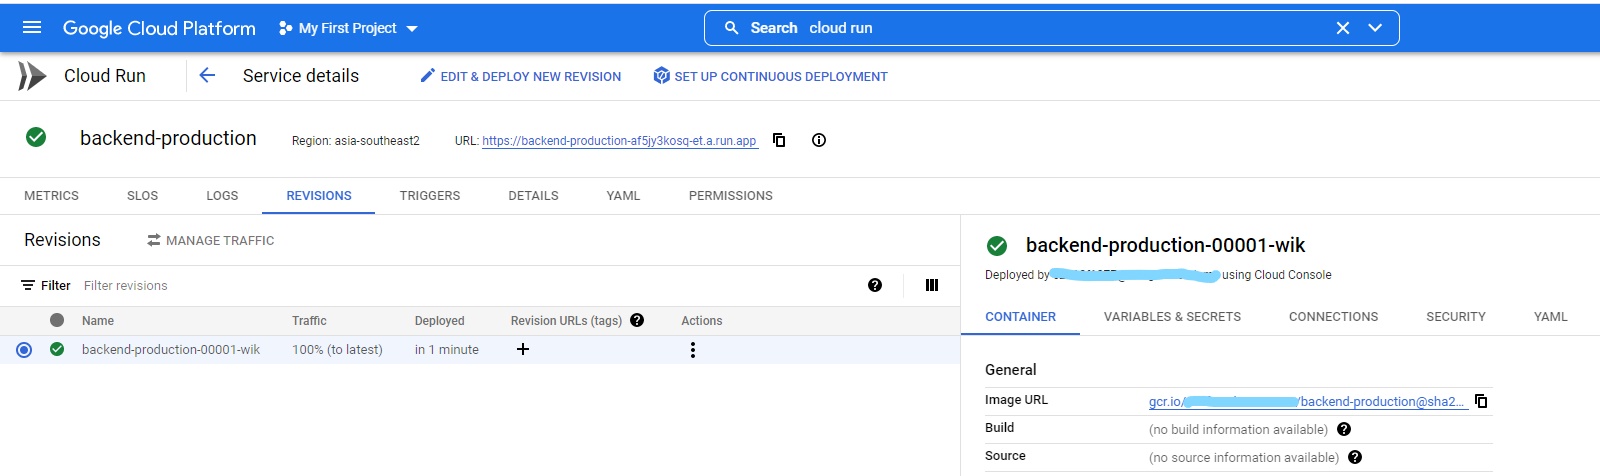 Google Cloud Platform My First Project Search cloud run
Cloud Run Service details EDIT & DEPLOY NEW REVISION SET UP CONTINUOUS DEPLOYMENT
backend-production Region: asia-southeast2 URL: https://backend-production-af5jy3kosq-et.a.run.app
METRICS SLOS LOGS REVISIONS TRIGGERS DETAILS YAML PERMISSIONS
Revisions MANAGE TRAFFIC
Filter Filter revisions
Name Traffic Deployed Revision URLs (tags) Actions
backend-production-00001-wik 100% (to latest) in 1 minute
backend-production-00001-wik
Deployed by using Cloud Console
CONTAINER VARIABLES & SECRETS CONNECTIONS SECURITY YAML
General
Image URL gcr.io/ /backend-production@sha2...
Build (no build information available)
Source (no source information available)